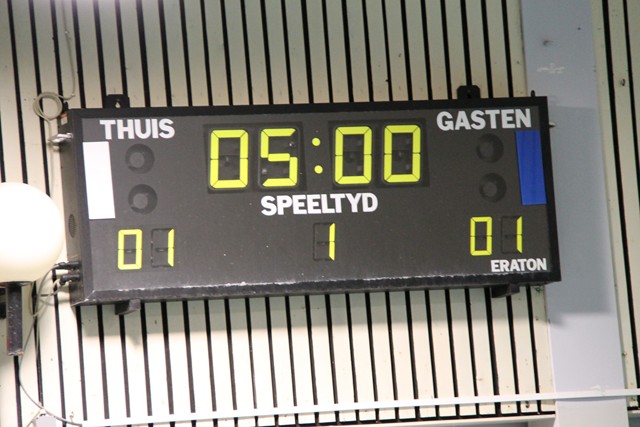 THUIS
GASTEN
05:00
SPEELTYD
01
1
01
ERATON